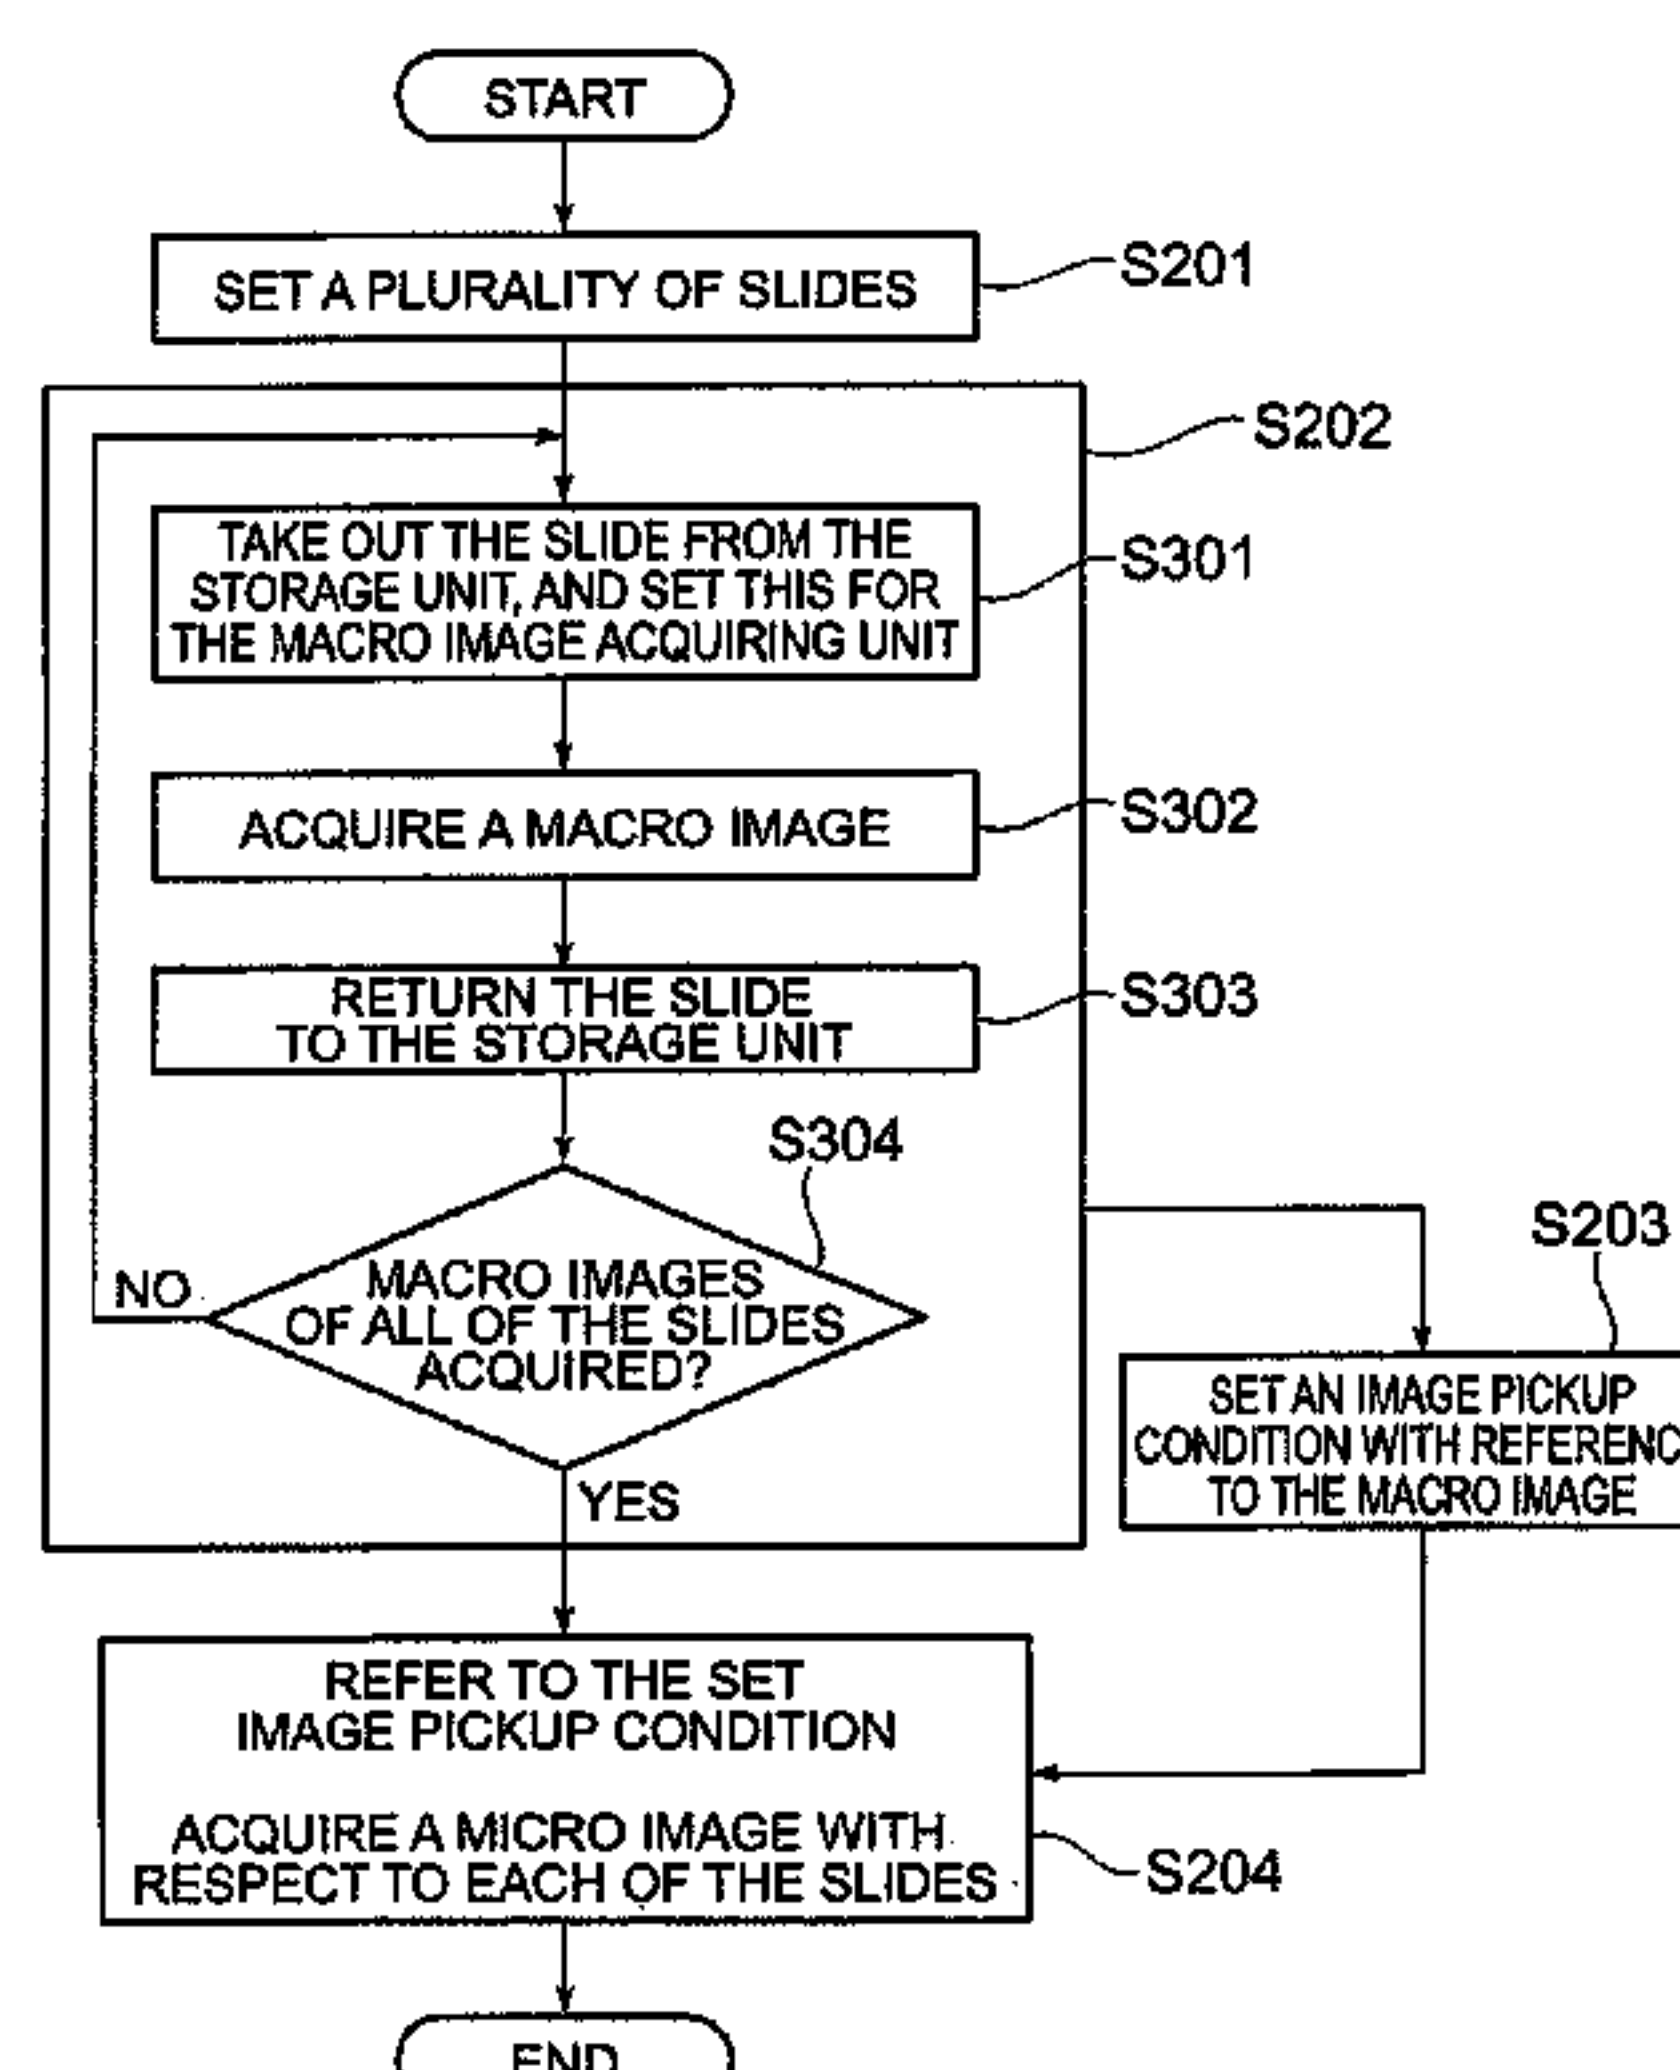 START
SET A PLURALITY OF SLIDES
S201
S202
TAKE OUT THE SLIDE FROM THE
STORAGE UNIT, AND SET THIS FOR
THE MACRO IMAGE ACQUIRING UNIT
S301
ACQUIRE A MACRO IMAGE
S302
RETURN THE SLIDE
TO THE STORAGE UNIT
S303
S304
MACRO IMAGES
OF ALL OF THE SLIDES
ACQUIRED?
NO
YES
S203
SET AN IMAGE PICKUP
CONDITION WITH REFERENC
TO THE MACRO IMAGE
REFER TO THE SET
IMAGE PICKUP CONDITION
ACQUIRE A MICRO IMAGE WITH
RESPECT TO EACH OF THE SLIDES
S204
END